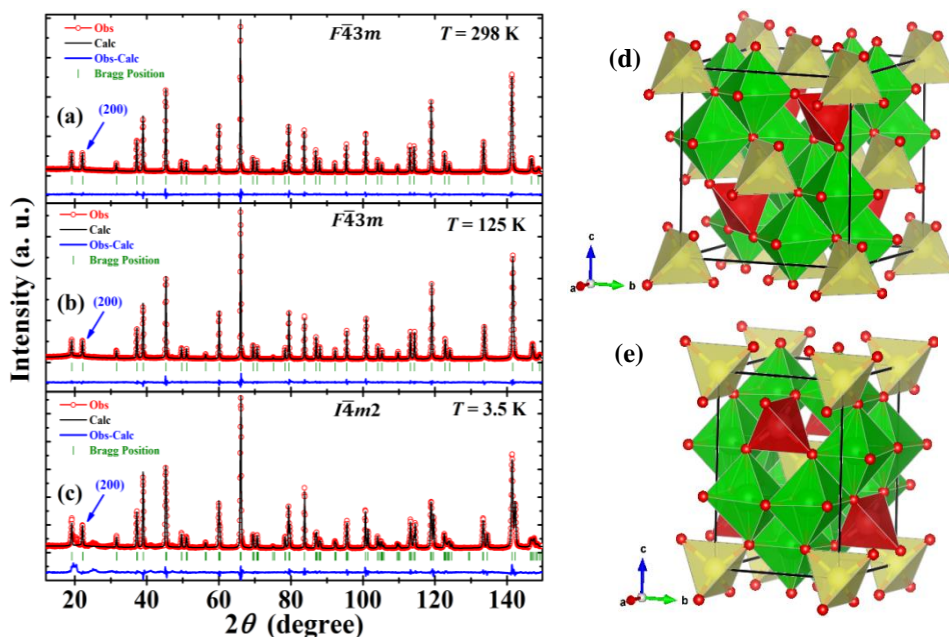 Obs
Calc
Obs-Calc
Bragg Position
F4̅3m
T = 298 K
(a)
(200)
Obs
Calc
Obs-Calc
Bragg Position
F4̅3m
T = 125 K
(b)
(200)
Obs
Calc
Obs-Calc
Bragg Position
I4̅m2
T = 3.5 K
(c)
(200)
Intensity (a. u.)
20 40 60 80 100 120 140
2θ (degree)
(d)
c
a b
(e)
c
a b